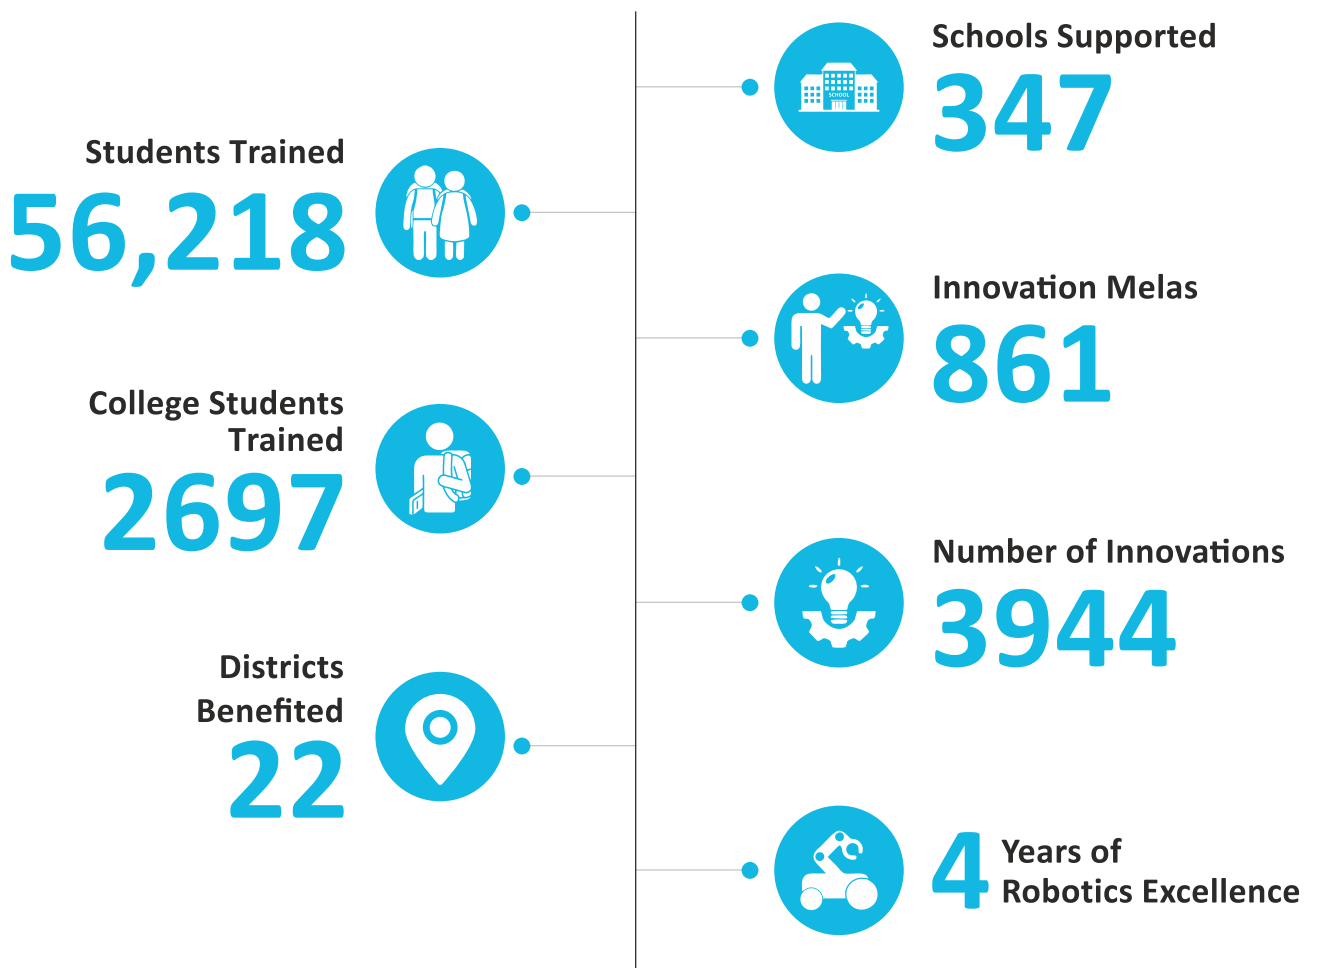 Schools Supported
347
SCHOOL
Students Trained
56,218
Innovation Melas
861
College Students
Trained
2697
Number of Innovations
3944
Districts
Benefited
22
4 Years of
Robotics Excellence